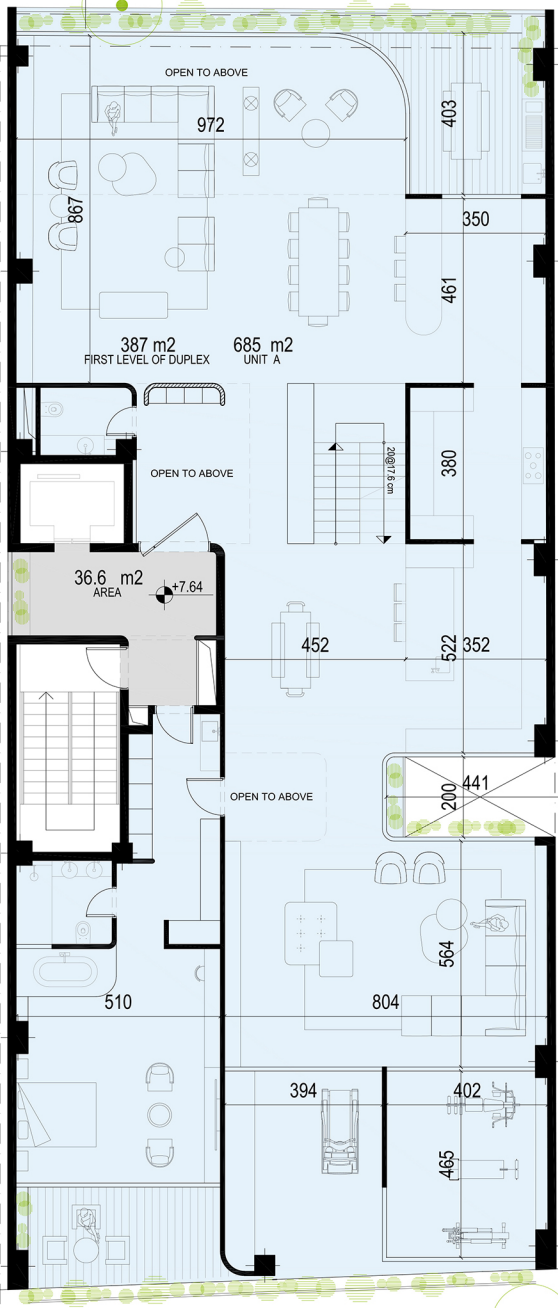 OPEN TO ABOVE
403
972
867
350
461
387 m2
FIRST LEVEL OF DUPLEX
685 m2
UNIT A
380
20@17.6 cm
OPEN TO ABOVE
36.6 m2
AREA
+7.64
452
522
352
441
200
OPEN TO ABOVE
564
510
804
394
402
465